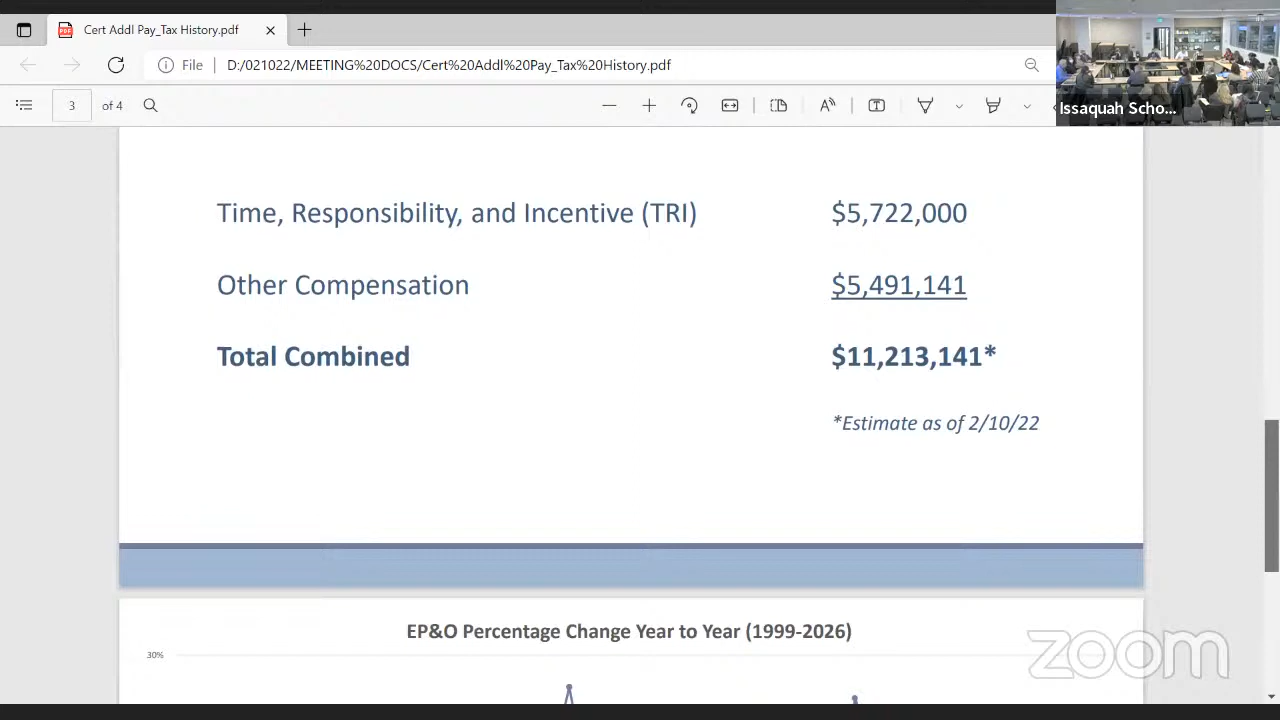 Cert Addl Pay_Tax History.pdf
File D:/021022/MEETING%20DOCS/Cert%20Addl%20Pay_Tax%20History.pdf
3 of 4
Issaquah Scho...
Time, Responsibility, and Incentive (TRI) $5,722,000
Other Compensation $5,491,141
Total Combined $11,213,141*
*Estimate as of 2/10/22
EP&O Percentage Change Year to Year (1999-2026)
30%
zoom